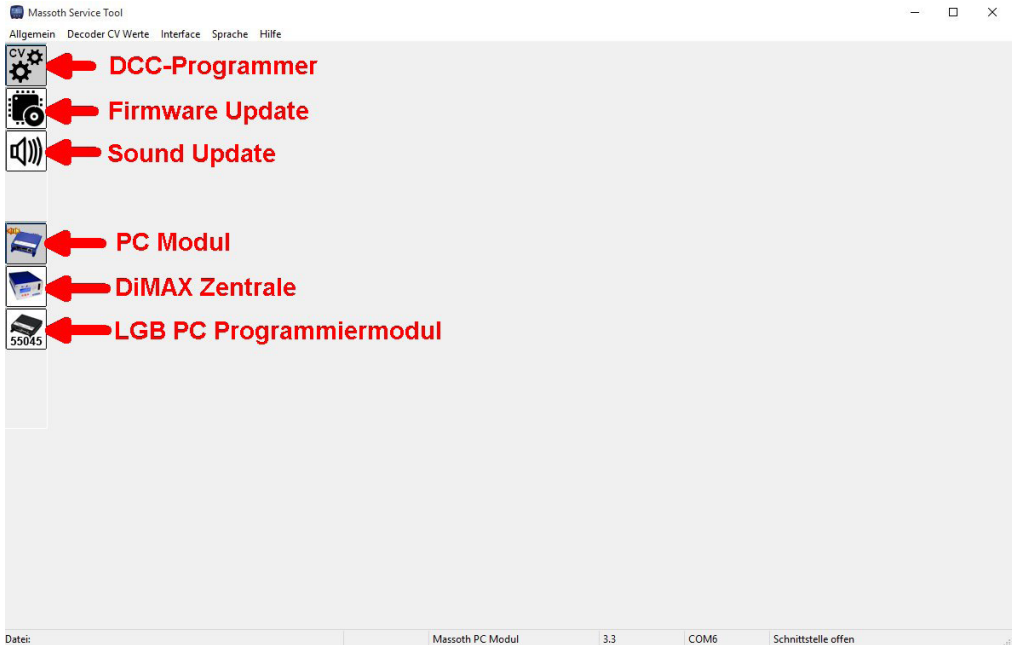 Massoth Service Tool
Allgemein Decoder CV Werte Interface Sprache Hilfe
CV
DCC-Programmer
Firmware Update
Sound Update
PC Modul
DiMAX Zentrale
LGB PC Programmiermodul
55045
Datei: Massoth PC Modul 3.3 COM6 Schnittstelle offen